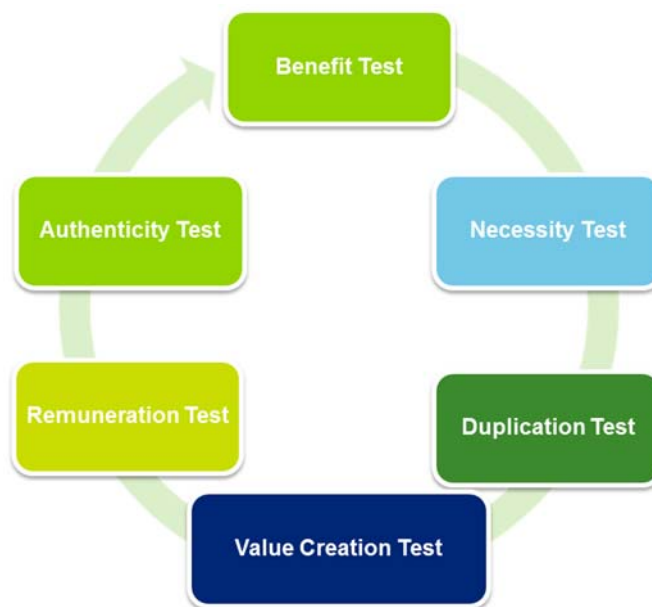 Benefit Test
Necessity Test
Duplication Test
Value Creation Test
Remuneration Test
Authenticity Test